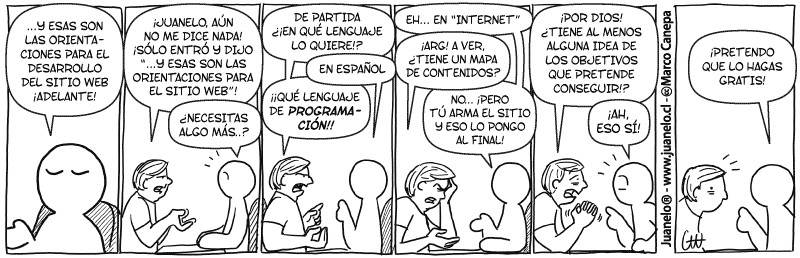 ...Y ESAS SON
LAS ORIENTA-
CIONES PARA EL
DESARROLLO
DEL SITIO WEB
¡ADELANTE!
¡JUANELO, AÚN
NO ME DICE NADA!
¡SÓLO ENTRÓ Y DIJO
"...Y ESAS SON LAS
ORIENTACIONES PARA
EL SITIO WEB"!
¿NECESITAS
ALGO MÁS..?
DE PARTIDA
¿¡EN QUÉ LENGUAJE
LO QUIERE!?
EN ESPAÑOL
¡¡QUÉ LENGUAJE
DE PROGRAMA-
CIÓN!!
EH... EN "INTERNET"
¡ARG! A VER,
¿TIENE UN MAPA
DE CONTENIDOS?
NO... ¡PERO
TÚ ARMA EL SITIO
Y ESO LO PONGO
AL FINAL!
¡POR DIOS!
¿TIENE AL MENOS
ALGUNA IDEA DE
LOS OBJETIVOS
QUE PRETENDE
CONSEGUIR!?
¡AH,
ESO SÍ!
Juanelo® - www.juanelo.cl - ©Marco Canepa
¡PRETENDO
QUE LO HAGAS
GRATIS!